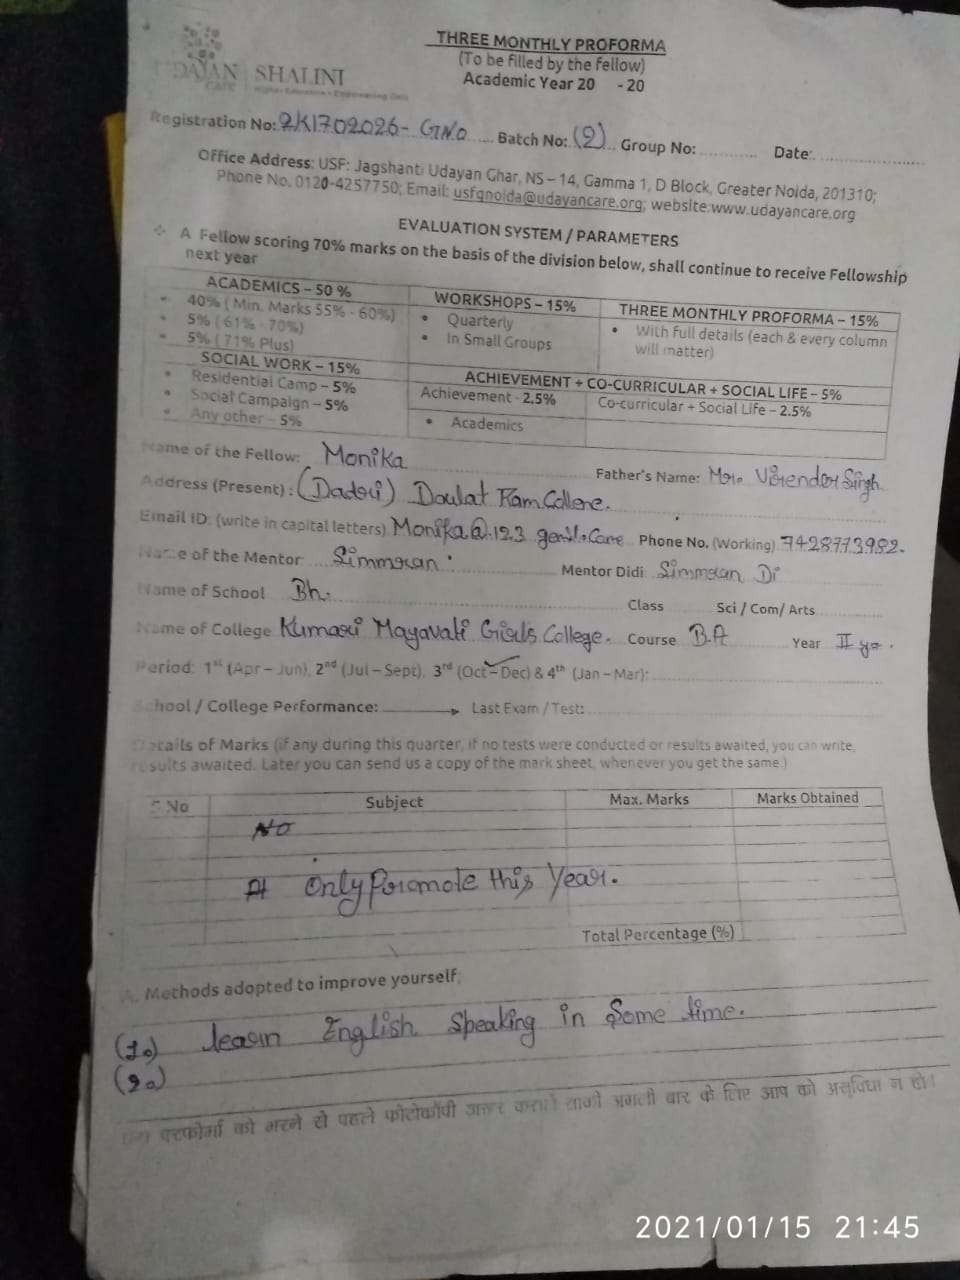 THREE MONTHLY PROFORMA
(To be filled by the fellow)
Academic Year 20 - 20
UDAYAN CARE SHALINI
Registration No: 2K1702026- GNo Batch No: (2) Group No: Date:
Office Address: USF: Jagshanti Udayan Ghar, NS – 14, Gamma 1, D Block, Greater Noida, 201310;
Phone No. 0120-4257750; Email: usfgnoida@udayancare.org; website:www.udayancare.org
EVALUATION SYSTEM / PARAMETERS
A Fellow scoring 70% marks on the basis of the division below, shall continue to receive Fellowship
next year
ACADEMICS – 50 %
• 40% ( Min. Marks 55% - 60%)
• 5% ( 61% - 70%)
• 5% ( 71% Plus)
WORKSHOPS – 15%
• Quarterly
• In Small Groups
THREE MONTHLY PROFORMA – 15%
• With full details (each & every column
will matter)
SOCIAL WORK – 15%
• Residential Camp – 5%
• Social Campaign – 5%
• Any other – 5%
ACHIEVEMENT + CO-CURRICULAR + SOCIAL LIFE – 5%
Achievement - 2.5%
• Academics
Co-curricular + Social Life – 2.5%
Name of the Fellow: Monika Father's Name: Mr. Virender Singh
Address (Present) : (Dadri) Doulat Ram Collene.
Email ID: (write in capital letters) Monika@.123 Phone No. (Working) 7428773982.
Name of the Mentor Simmran Mentor Didi: Simmran Di
Name of School Bh. Class Sci / Com/ Arts
Name of College Kumari Mayavati Girls College. Course B.A Year II yr.
Period: 1st (Apr – Jun), 2nd (Jul – Sept), 3rd (Oct – Dec) & 4th (Jan – Mar):
School / College Performance: Last Exam / Test:
Details of Marks (if any during this quarter, if no tests were conducted or results awaited, you can write,
results awaited. Later you can send us a copy of the mark sheet, whenever you get the same.)
S.No Subject Max. Marks Marks Obtained
No
Only Promote this Year.
Total Percentage (%)
A. Methods adopted to improve yourself;
(1.) learn English Speaking in Some time.
(2.)
परफोर्मा को भरने से पहले फोटोकॉपी जरूर कराले ताकी अगली बार के लिए आप को असुविधा न हो।
2021/01/15 21:45